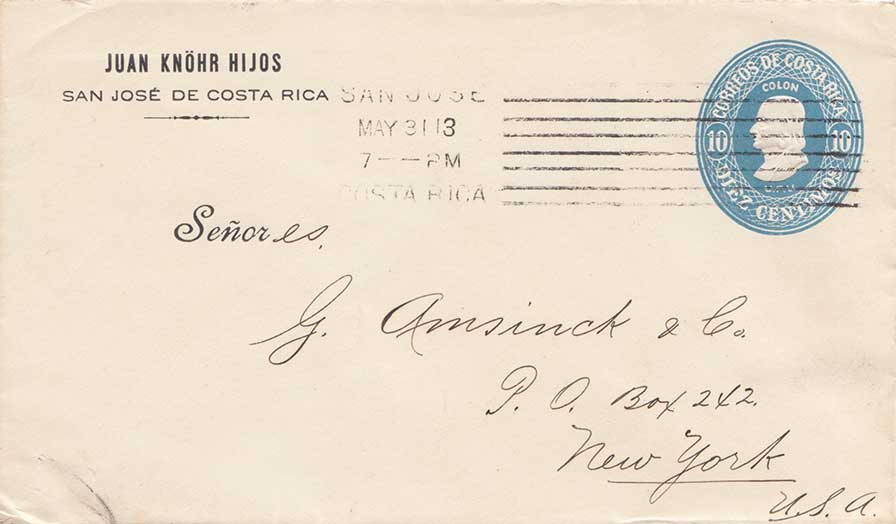 JUAN KNÖHR HIJOS
SAN JOSÉ DE COSTA RICA
SAN JOSE
MAY 31 13
7 — — PM
COSTA RICA
CORREOS DE COSTA RICA
COLON
10 10
DIEZ CENTIMOS
Señores,
G. Amsinck & Co.
P. O. Box 242.
New York
U.S.A.